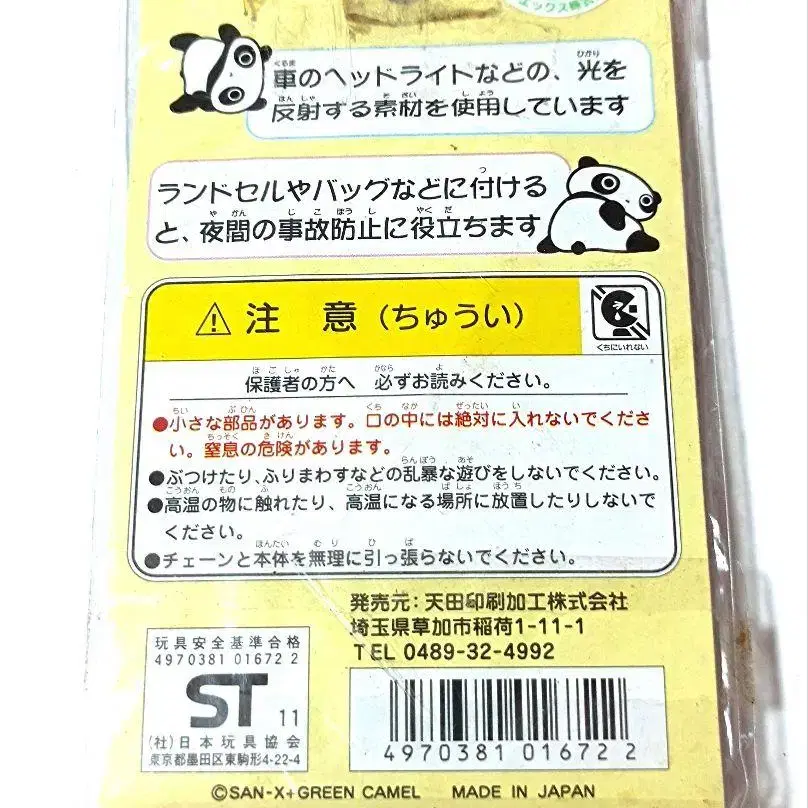 エックス株式
車のヘッドライトなどの、光を
反射する素材を使用しています
ランドセルやバッグなどに付ける
と、夜間の事故防止に役立ちます
⚠ 注 意 (ちゅうい)
くちにいれない
保護者の方へ 必ずお読みください。
●小さな部品があります。口の中には絶対に入れないでくださ
い。窒息の危険があります。
●ぶつけたり、ふりまわすなどの乱暴な遊びをしないでください。
●高温の物に触れたり、高温になる場所に放置したりしないで
ください。
●チェーンと本体を無理に引っ張らないでください。
発売元：天田印刷加工株式会社
埼玉県草加市稲荷1-11-1
TEL 0489-32-4992
玩具安全基準合格
4970381 01672 2
ST 11
(社)日本玩具協会
東京都墨田区東駒形4-22-4
4970381 016722
©SAN-X+GREEN CAMEL MADE IN JAPAN